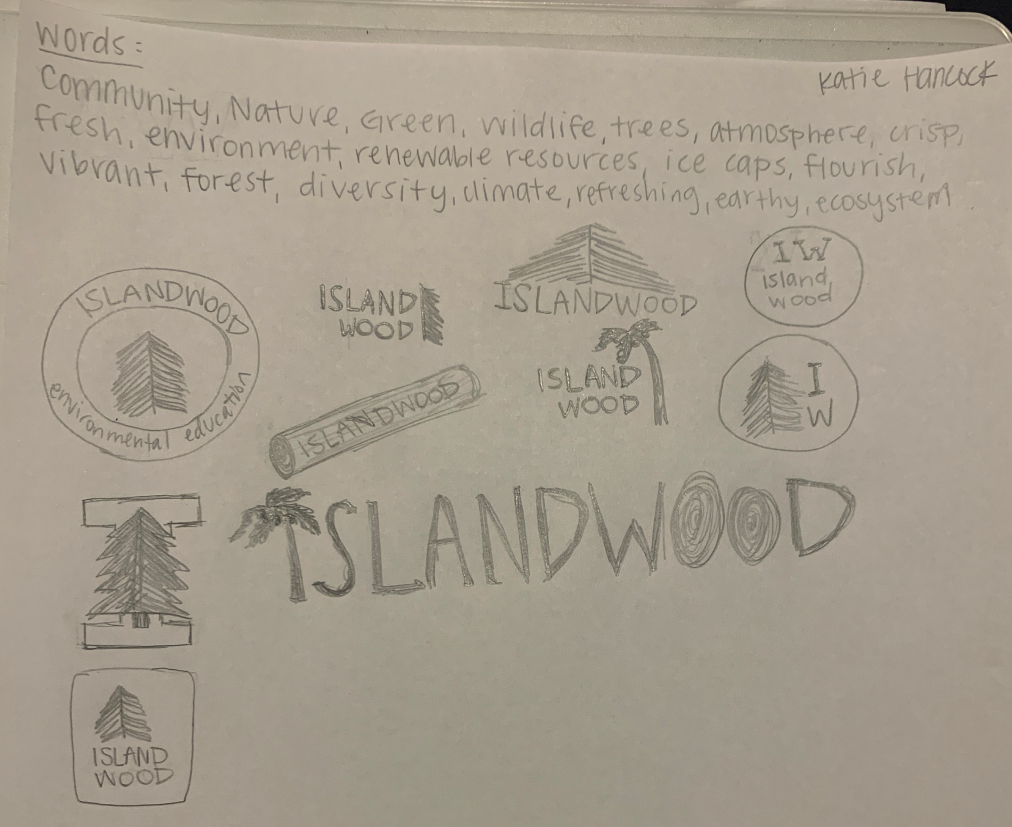 Words:
Katie Hancock
Community, Nature, Green, wildlife, trees, atmosphere, crisp,
fresh, environment, renewable resources, ice caps, flourish,
vibrant, forest, diversity, climate, refreshing, earthy, ecosystem
ISLANDWOOD
environmental education
ISLAND
WOOD
ISLANDWOOD
IW
island
wood
ISLANDWOOD
ISLAND
WOOD
I
W
ISLANDWOOD
I
ISLAND
WOOD